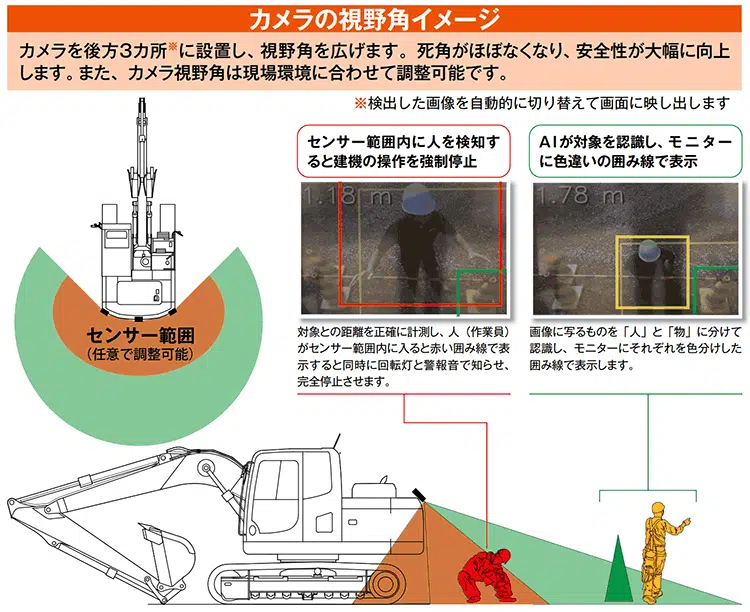 カメラの視野角イメージ
カメラを後方3カ所※に設置し、視野角を広げます。死角がほぼなくなり、安全性が大幅に向上
します。また、カメラ視野角は現場環境に合わせて調整可能です。
※検出した画像を自動的に切り替えて画面に映し出します
センサー範囲内に人を検知す
ると建機の操作を強制停止
1.18 m
対象との距離を正確に計測し、人（作業員）
がセンサー範囲内に入ると赤い囲み線で表
示すると同時に回転灯と警報音で知らせ、
完全停止させます。
AIが対象を認識し、モニター
に色違いの囲み線で表示
1.78 m
画像に写るものを「人」と「物」に分けて
認識し、モニターにそれぞれを色分けした
囲み線で表示します。
センサー範囲
（任意で調整可能）